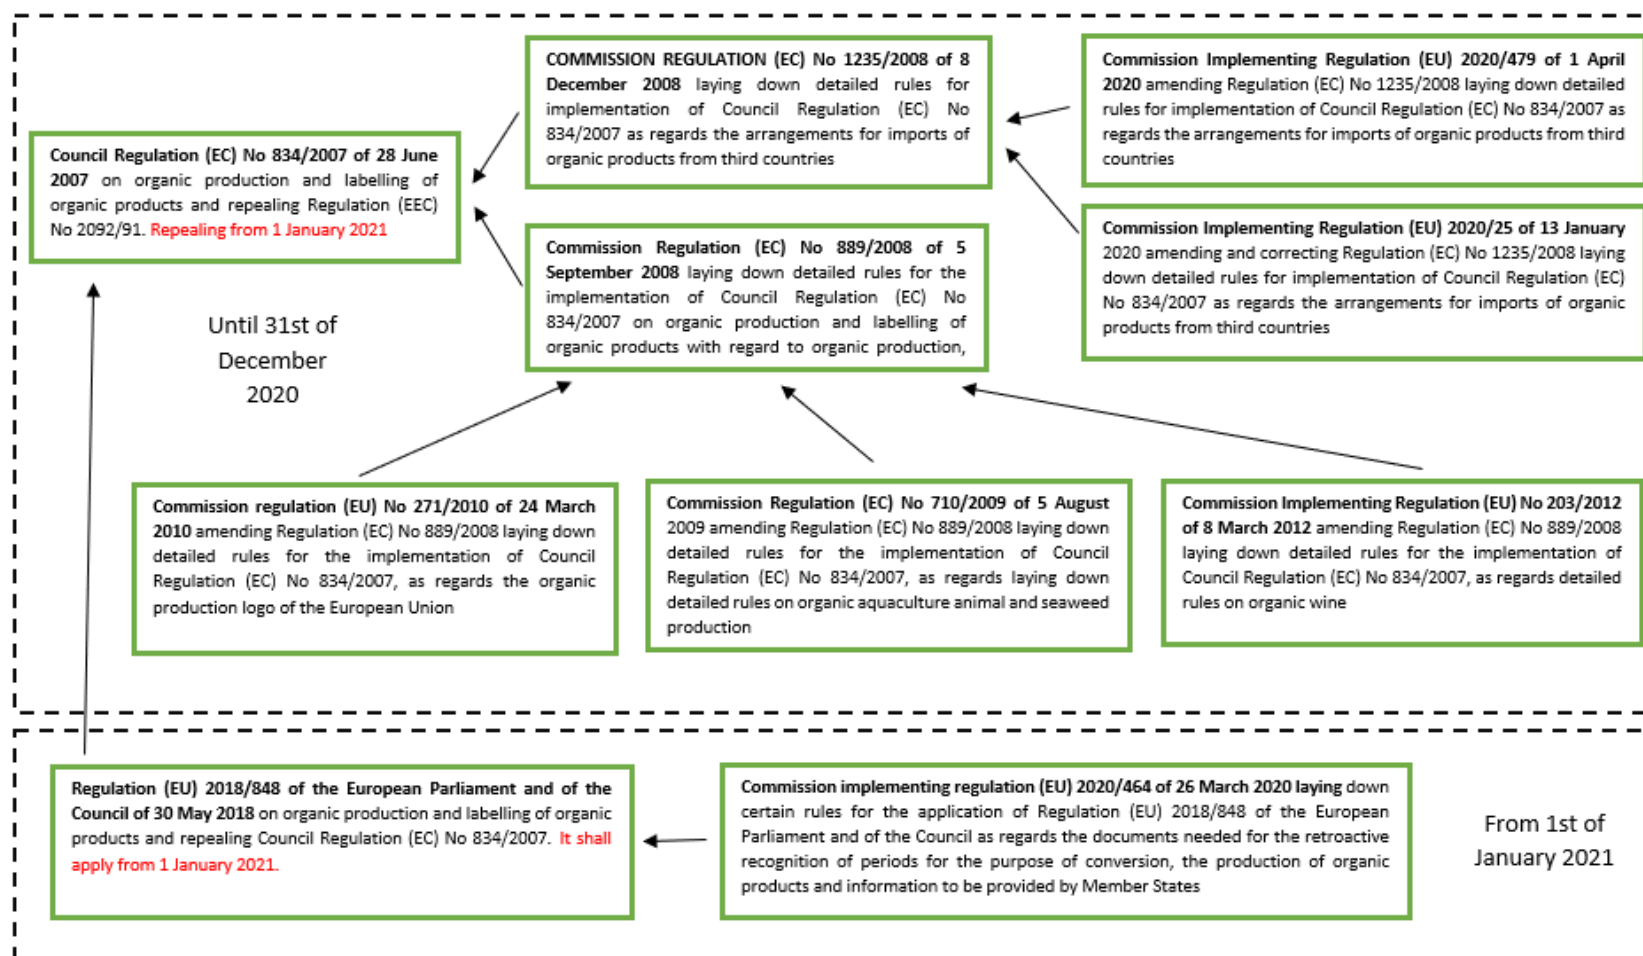 COMMISSION REGULATION (EC) No 1235/2008 of 8
December 2008 laying down detailed rules for
implementation of Council Regulation (EC) No
834/2007 as regards the arrangements for imports of
organic products from third countries
Commission Implementing Regulation (EU) 2020/479 of 1 April
2020 amending Regulation (EC) No 1235/2008 laying down detailed
rules for implementation of Council Regulation (EC) No 834/2007 as
regards the arrangements for imports of organic products from third
countries
Council Regulation (EC) No 834/2007 of 28 June
2007 on organic production and labelling of
organic products and repealing Regulation (EEC)
No 2092/91. Repealing from 1 January 2021
Commission Regulation (EC) No 889/2008 of 5
September 2008 laying down detailed rules for the
implementation of Council Regulation (EC) No
834/2007 on organic production and labelling of
organic products with regard to organic production,
Commission Implementing Regulation (EU) 2020/25 of 13 January
2020 amending and correcting Regulation (EC) No 1235/2008 laying
down detailed rules for implementation of Council Regulation (EC)
No 834/2007 as regards the arrangements for imports of organic
products from third countries
Until 31st of
December
2020
Commission regulation (EU) No 271/2010 of 24 March
2010 amending Regulation (EC) No 889/2008 laying down
detailed rules for the implementation of Council
Regulation (EC) No 834/2007, as regards the organic
production logo of the European Union
Commission Regulation (EC) No 710/2009 of 5 August
2009 amending Regulation (EC) No 889/2008 laying down
detailed rules for the implementation of Council
Regulation (EC) No 834/2007, as regards laying down
detailed rules on organic aquaculture animal and seaweed
production
Commission Implementing Regulation (EU) No 203/2012
of 8 March 2012 amending Regulation (EC) No 889/2008
laying down detailed rules for the implementation of
Council Regulation (EC) No 834/2007, as regards detailed
rules on organic wine
Regulation (EU) 2018/848 of the European Parliament and of the
Council of 30 May 2018 on organic production and labelling of organic
products and repealing Council Regulation (EC) No 834/2007. It shall
apply from 1 January 2021.
Commission implementing regulation (EU) 2020/464 of 26 March 2020 laying down
certain rules for the application of Regulation (EU) 2018/848 of the European
Parliament and of the Council as regards the documents needed for the retroactive
recognition of periods for the purpose of conversion, the production of organic
products and information to be provided by Member States
From 1st of
January 2021